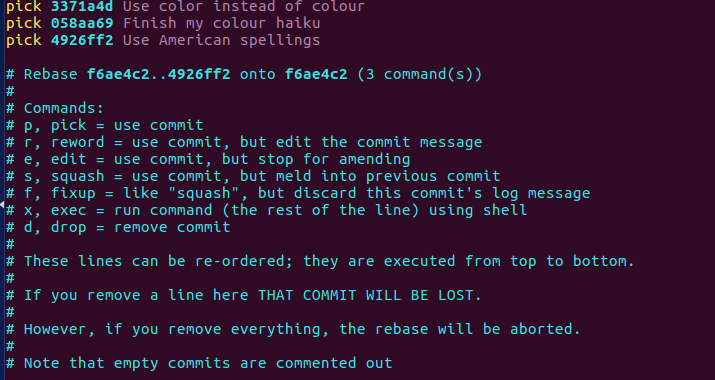 pick 3371a4d Use color instead of colour
pick 058aa69 Finish my colour haiku
pick 4926ff2 Use American spellings
# Rebase f6ae4c2..4926ff2 onto f6ae4c2 (3 command(s))
#
# Commands:
# p, pick = use commit
# r, reword = use commit, but edit the commit message
# e, edit = use commit, but stop for amending
# s, squash = use commit, but meld into previous commit
# f, fixup = like "squash", but discard this commit's log message
# x, exec = run command (the rest of the line) using shell
# d, drop = remove commit
#
# These lines can be re-ordered; they are executed from top to bottom.
#
# If you remove a line here THAT COMMIT WILL BE LOST.
#
# However, if you remove everything, the rebase will be aborted.
#
# Note that empty commits are commented out